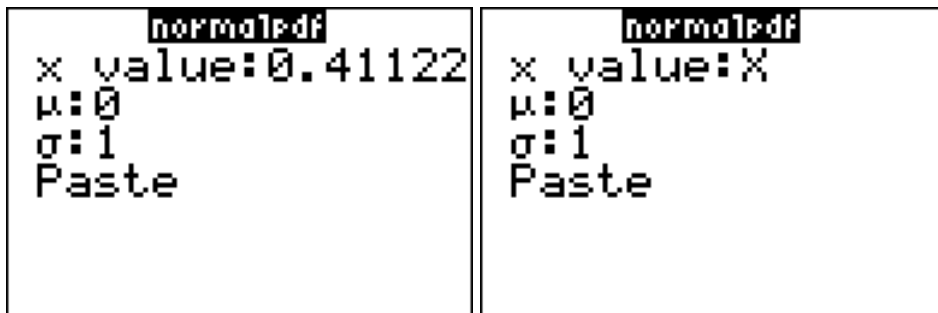 normalpdf
x value:0.41122
μ:0
σ:1
Paste
normalpdf
x value:X
μ:0
σ:1
Paste